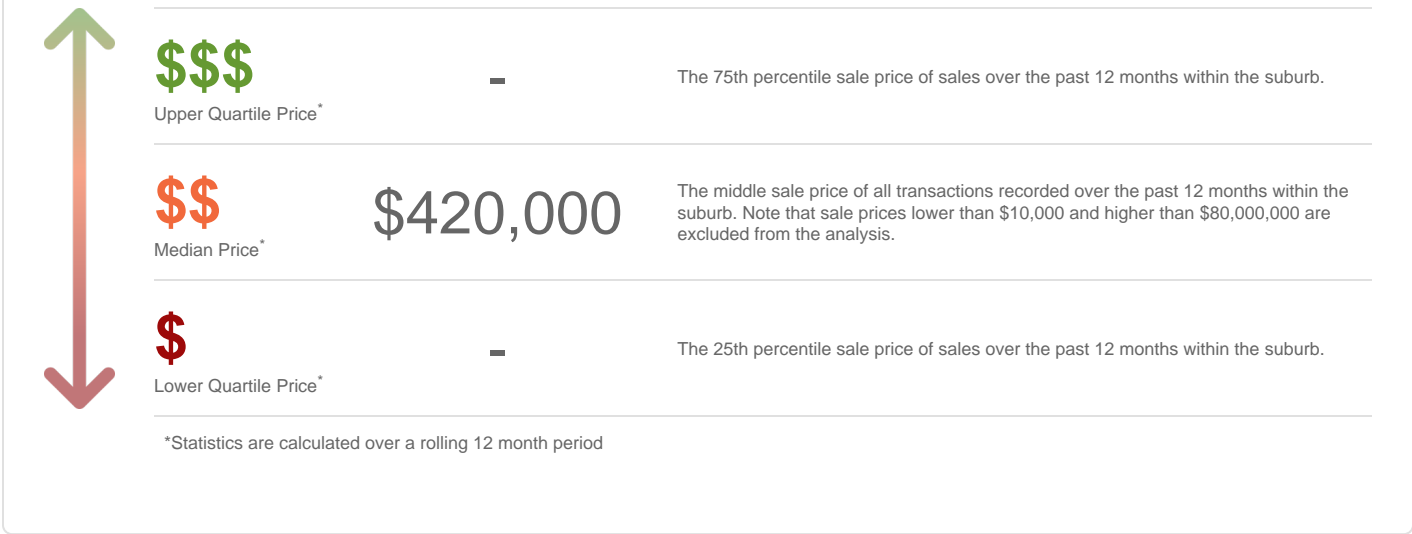 $$$
-
The 75th percentile sale price of sales over the past 12 months within the suburb.
Upper Quartile Price*
$$
$420,000
The middle sale price of all transactions recorded over the past 12 months within the
suburb. Note that sale prices lower than $10,000 and higher than $80,000,000 are
excluded from the analysis.
Median Price*
$
-
The 25th percentile sale price of sales over the past 12 months within the suburb.
Lower Quartile Price*
*Statistics are calculated over a rolling 12 month period